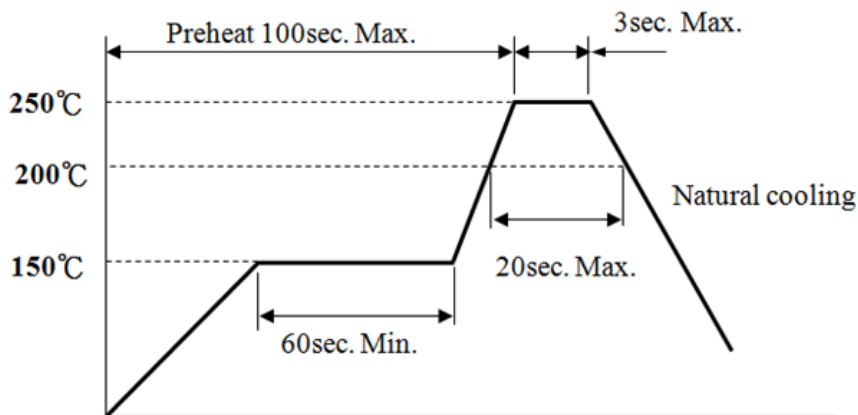 Preheat 100sec. Max.
3sec. Max.
250℃
200℃
Natural cooling
150℃
20sec. Max.
60sec. Min.